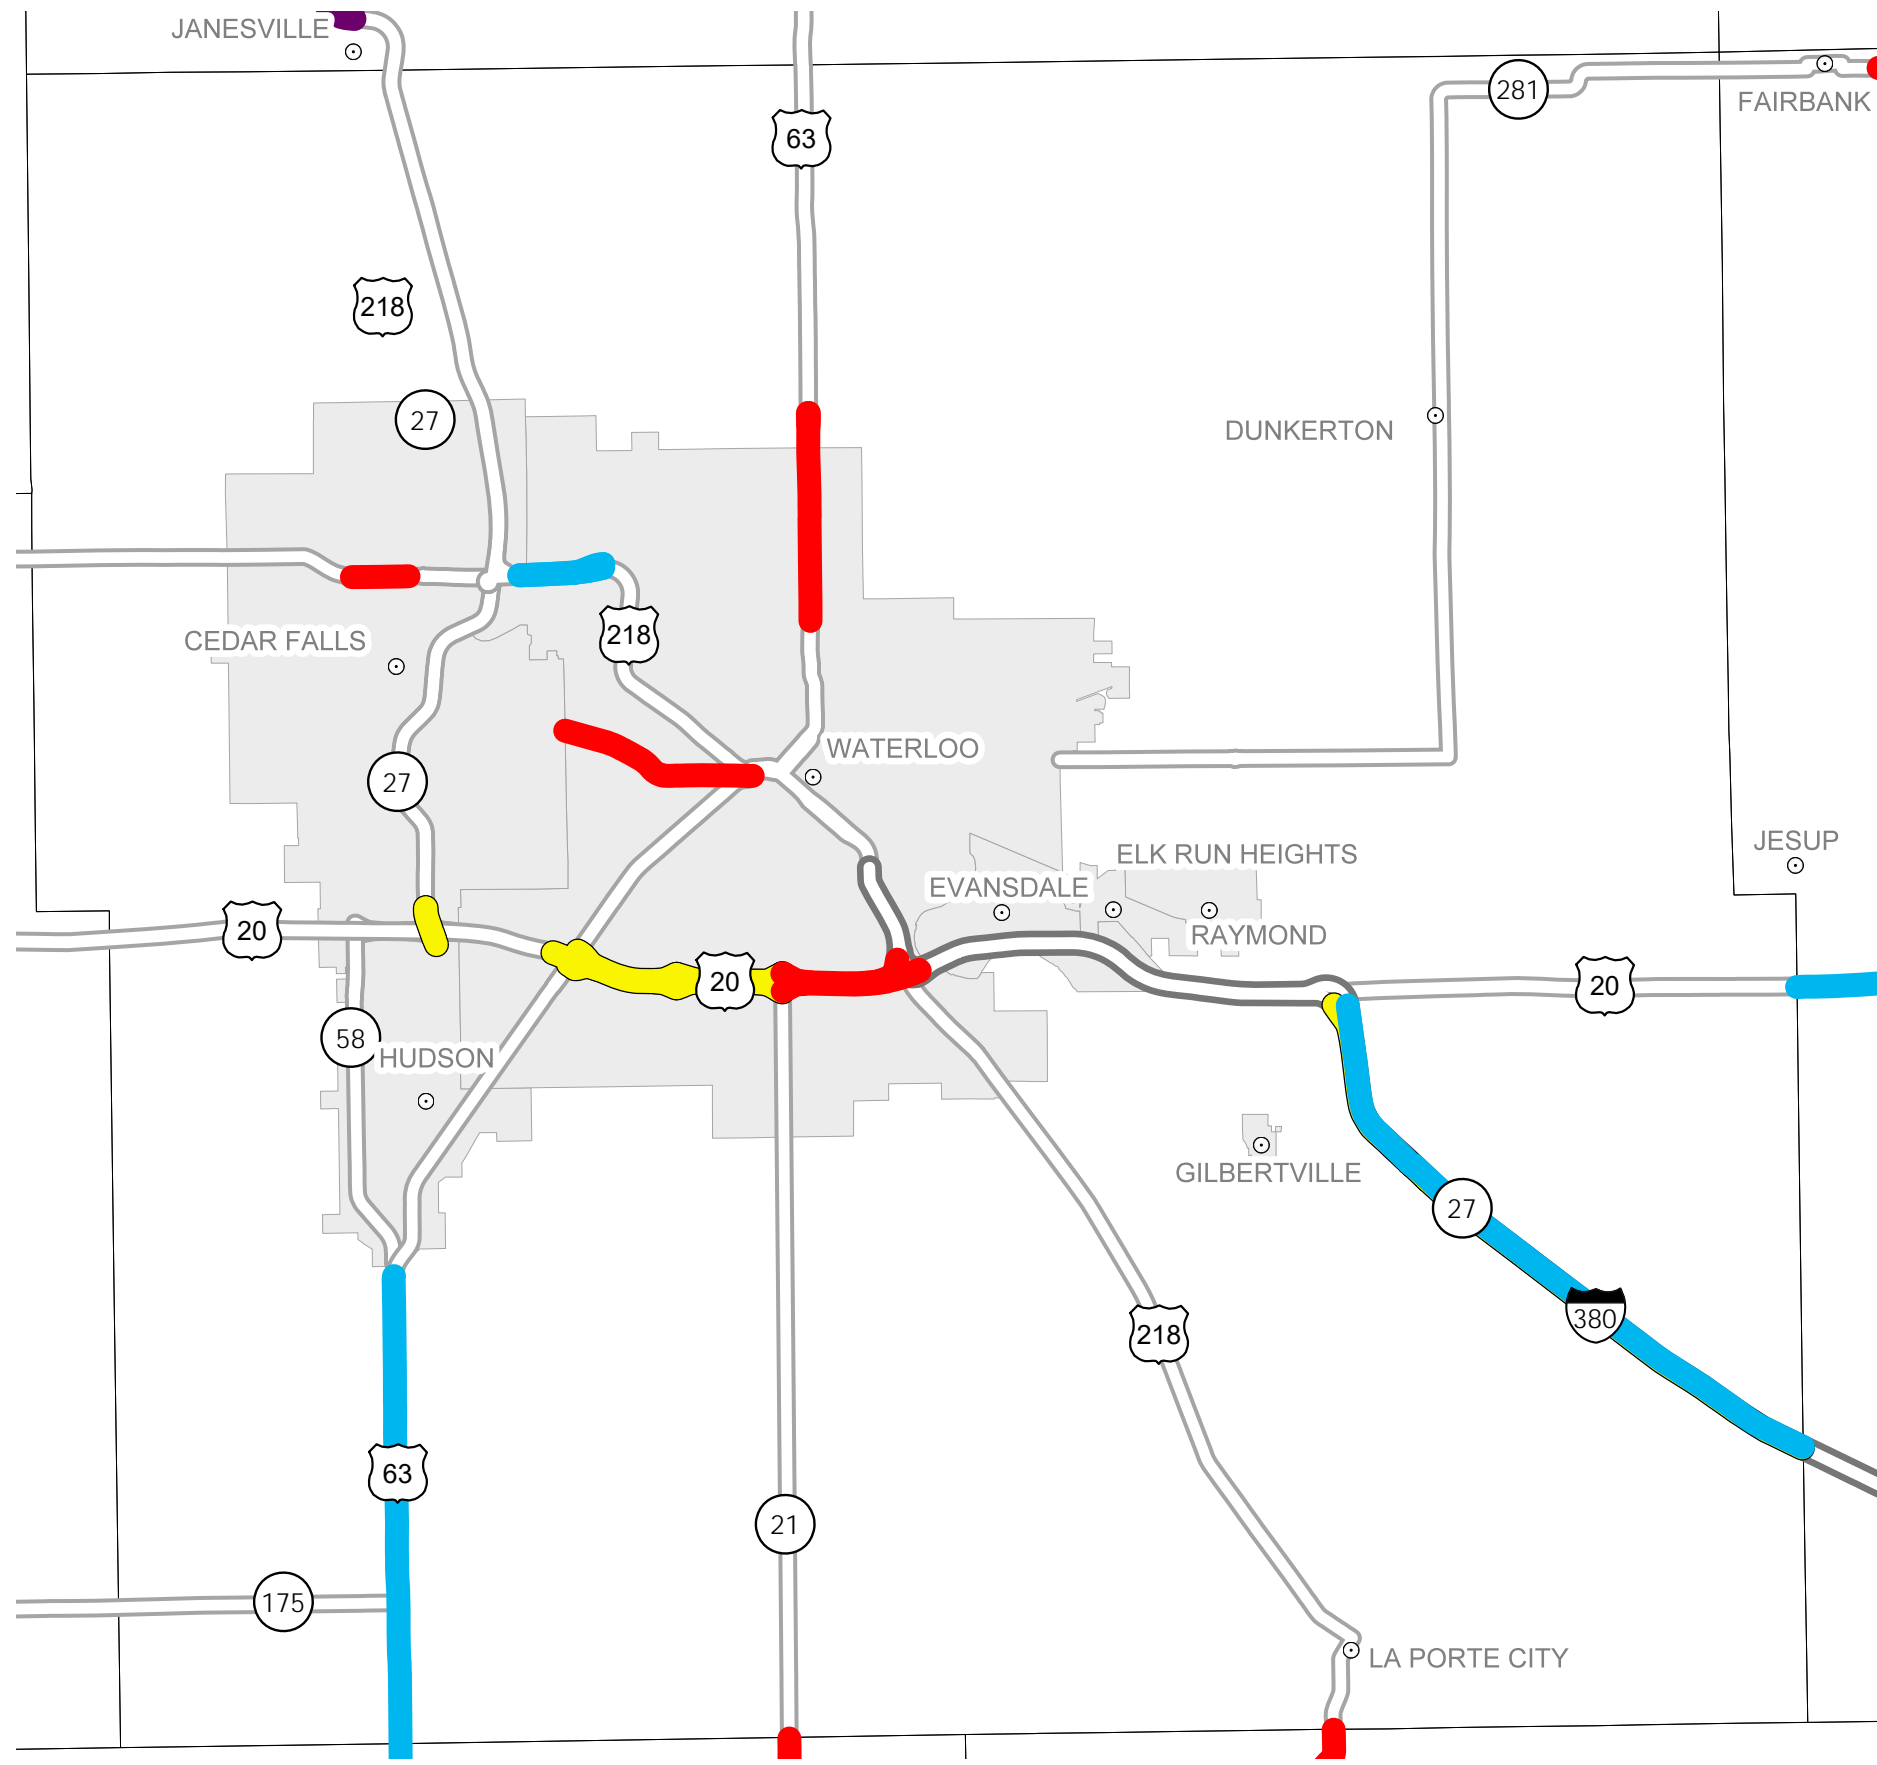 JANESVILLE
281
FAIRBANK
63
218
27
DUNKERTON
218
CEDAR FALLS
WATERLOO
27
JESUP
ELK RUN HEIGHTS
EVANSDALE
20
RAYMOND
20
20
58
HUDSON
GILBERTVILLE
27
380
218
63
21
175
LA PORTE CITY